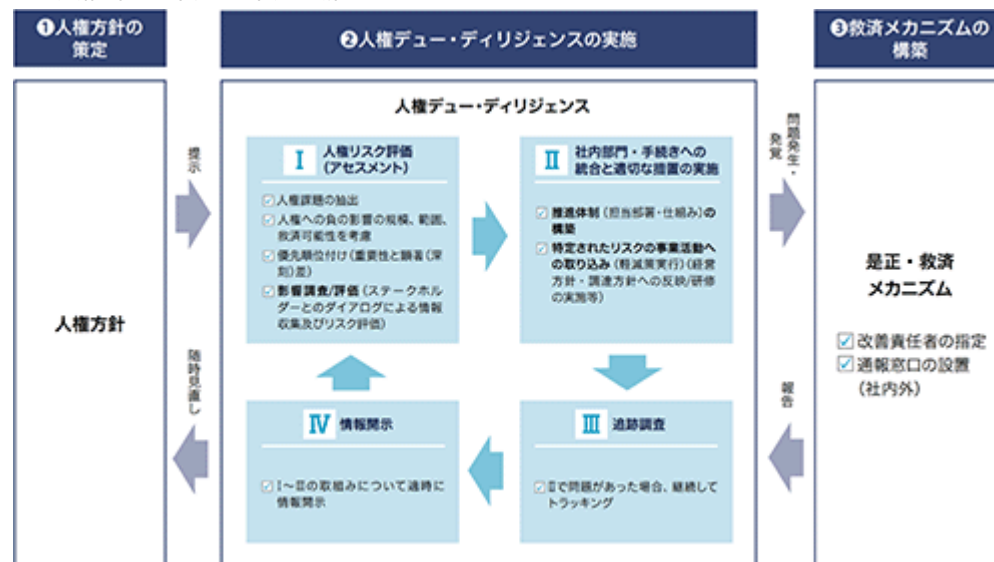 ❶人権方針の
策定
❷人権デュー・ディリジェンスの実施
❸救済メカニズムの
構築
人権方針
提示
随時見直し
人権デュー・ディリジェンス
Ⅰ 人権リスク評価
(アセスメント)
☑人権課題の抽出
☑人権への負の影響の規模、範囲、
救済可能性を考慮
☑優先順位付け(重要性と顕著(深
刻)差)
☑影響調査/評価(ステークホル
ダーとのダイアログによる情報
収集及びリスク評価)
Ⅱ 社内部門・手続きへの
統合と適切な措置の実施
☑推進体制(担当部署・仕組み)の
構築
☑特定されたリスクの事業活動へ
の取り込み(軽減策実行)(経営
方針・調達方針への反映/研修
の実施等)
Ⅳ 情報開示
☑Ⅰ～Ⅲの取組みについて適時に
情報開示
Ⅲ 追跡調査
☑Ⅱで問題があった場合、継続して
トラッキング
問題発生・
発覚
報告
是正・救済
メカニズム
☑改善責任者の指定
☑通報窓口の設置
(社内外)